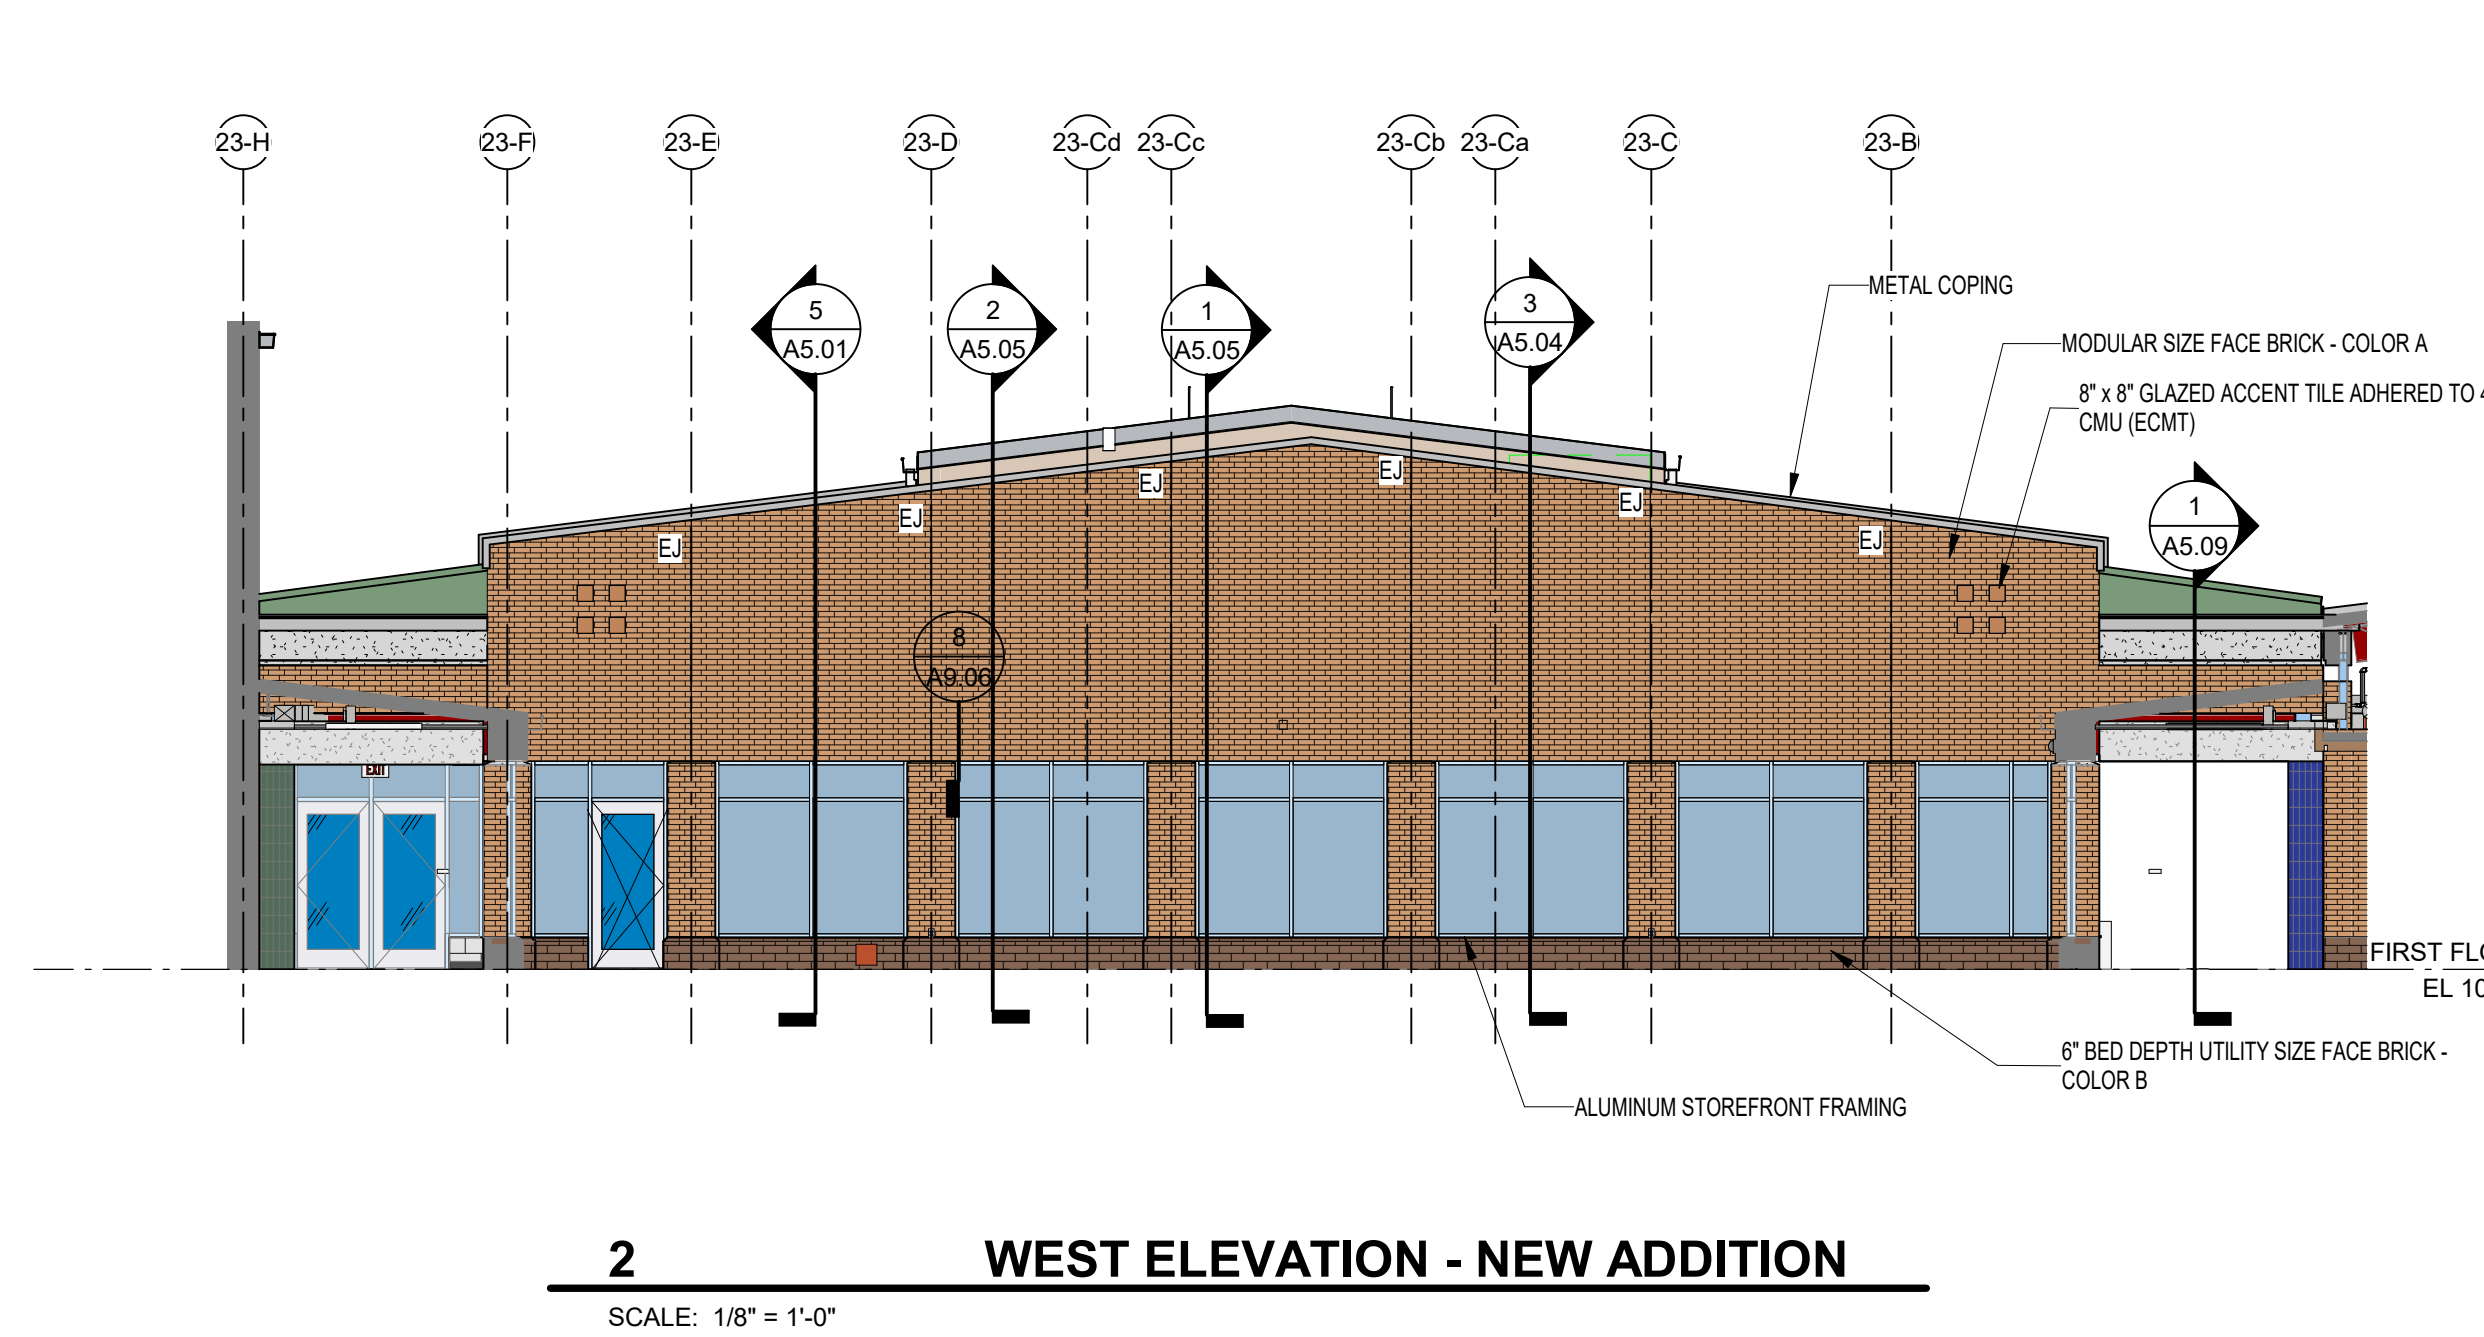 23-H
23-F
23-E
23-D
23-Cd
23-Cc
23-Cb
23-Ca
23-C
23-B
5
A5.01
2
A5.05
1
A5.05
3
A5.04
METAL COPING
MODULAR SIZE FACE BRICK - COLOR A
8" x 8" GLAZED ACCENT TILE ADHERED TO 4
CMU (ECMT)
1
A5.09
EJ
EJ
EJ
EJ
EJ
EJ
8
A9.06
EXIT
FIRST FLO
EL 10
6" BED DEPTH UTILITY SIZE FACE BRICK -
COLOR B
ALUMINUM STOREFRONT FRAMING
2
WEST ELEVATION - NEW ADDITION
SCALE: 1/8" = 1'-0"